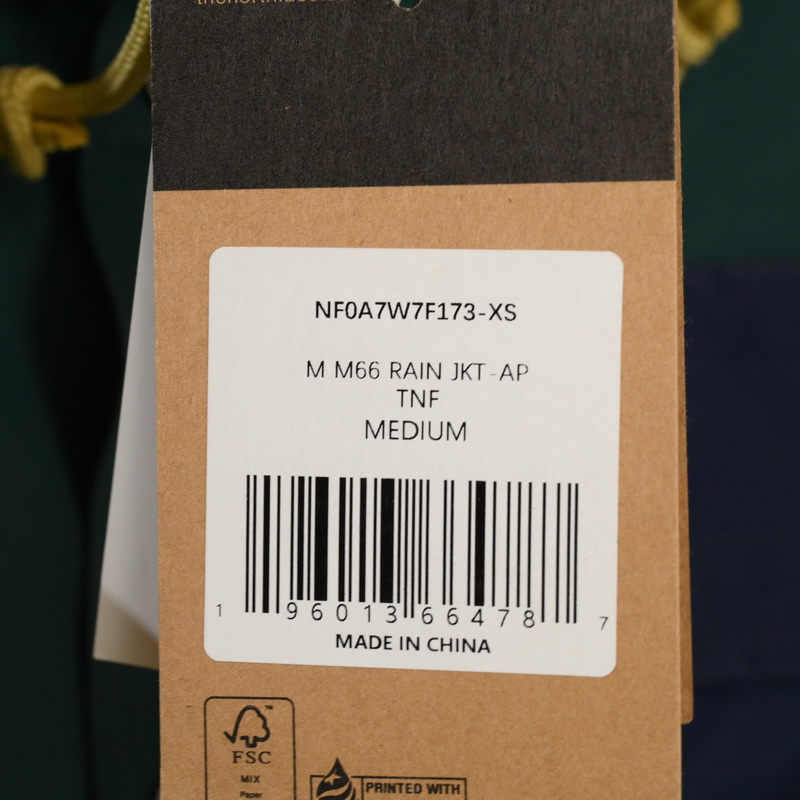 NF0A7W7F173-XS
M M66 RAIN JKT-AP
TNF
MEDIUM
1 96013 66478 7
MADE IN CHINA
FSC
MIX
Paper
PRINTED WITH